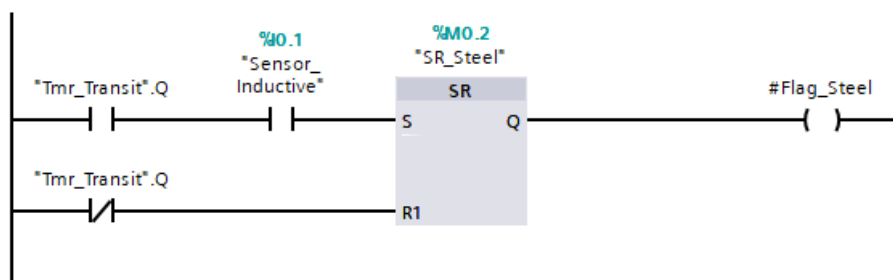 %I0.1
"Sensor_
Inductive"
%M0.2
"SR_Steel"
"Tmr_Transit".Q
SR
#Flag_Steel
S
Q
"Tmr_Transit".Q
R1